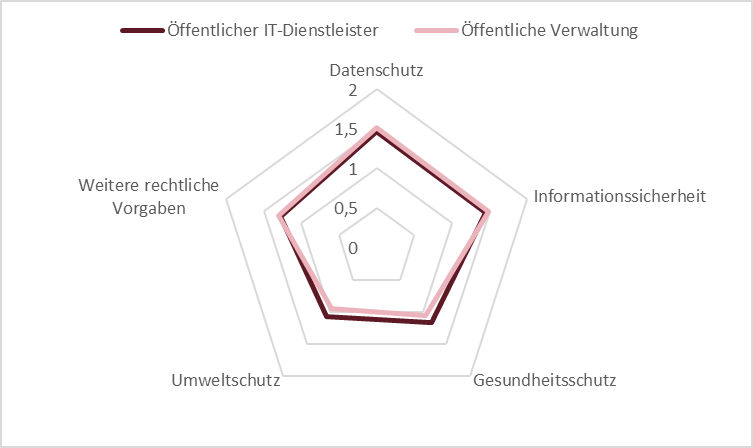 Öffentlicher IT-Dienstleister Öffentliche Verwaltung
Datenschutz
2
1,5
1
0,5
0
Informationssicherheit
Gesundheitsschutz
Umweltschutz
Weitere rechtliche
Vorgaben